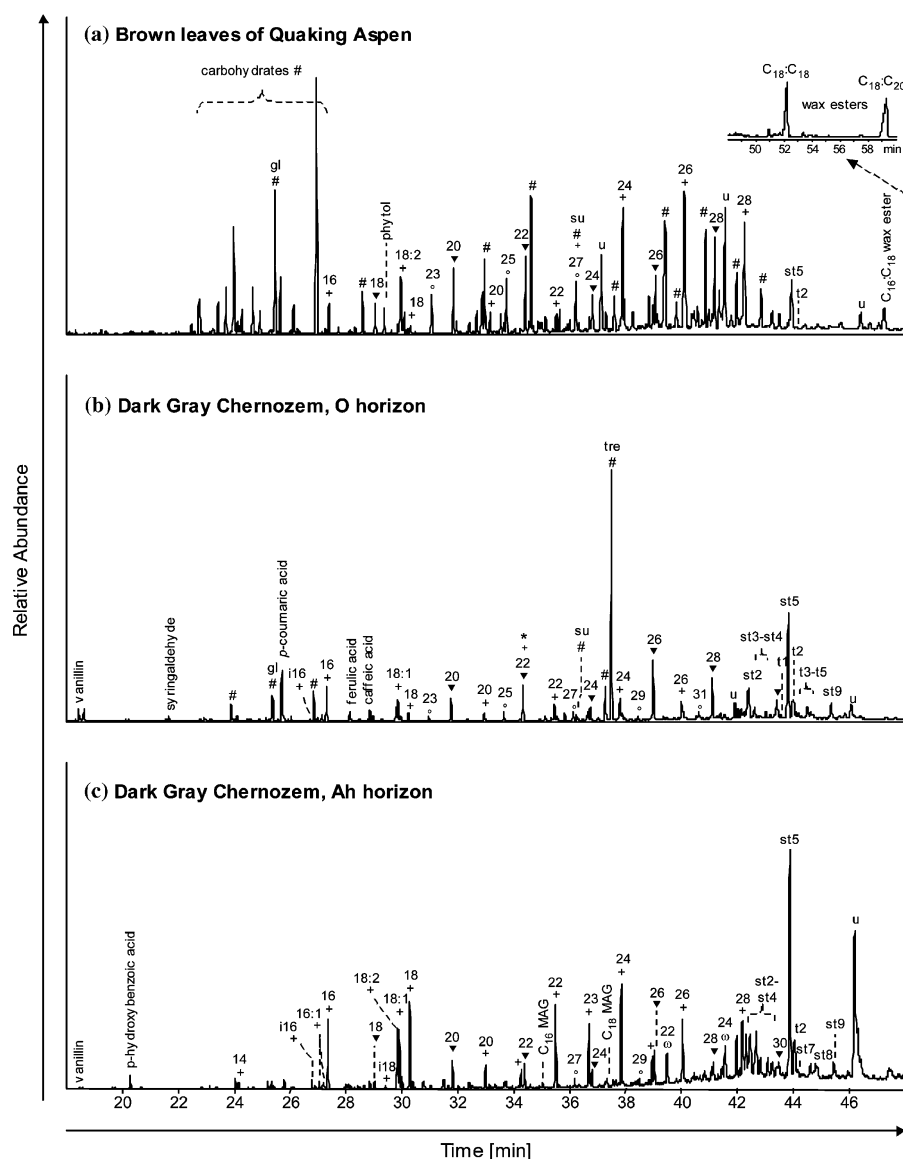 Relative Abundance
(a) Brown leaves of Quaking Aspen
carbohydrates #
gl
#
16
+
#
18
▼
phytol
18:2
+
+
18
23
○
20
▼
#
+
20
25
○
22
▼
#
22
+
su
#
+
27
○
24
▼
u
#
24
+
26
▼
#
#
26
+
#
28
▼
u
#
28
+
#
st5
t2
u
C16:C18 wax ester
C18:C18
wax esters
C18:C20
50 52 54 56 58 min
(b) Dark Gray Chernozem, O horizon
vanillin
syringaldehyde
#
gl
#
p-coumaric acid
i16
+
#
16
+
ferulic acid
caffeic acid
18:1
+
18
+
23
○
20
▼
20
+
25
○
*
+
22
▼
22
+
27
○
su
#
24
▼
#
tre
#
24
+
29
○
26
▼
26
+
31
○
28
▼
u
st2
st3-st4
▼
t1
st5
t2
t3-t5
st9
u
(c) Dark Gray Chernozem, Ah horizon
vanillin
p-hydroxybenzoic acid
14
+
i16
+
16:1
+
16
+
18
▼
i18
+
18:2
+
18:1
+
18
+
20
▼
20
+
+
22
▼
C16 MAG
22
+
27
○
23
+
24
▼
C18 MAG
24
+
29
○
+
26
▼
22
ω
26
+
28
▼
24
ω
28
+
st2-
st4
30
▼
st5
t2
st7
st8
st9
u
20 22 24 26 28 30 32 34 36 38 40 42 44 46
Time [min]